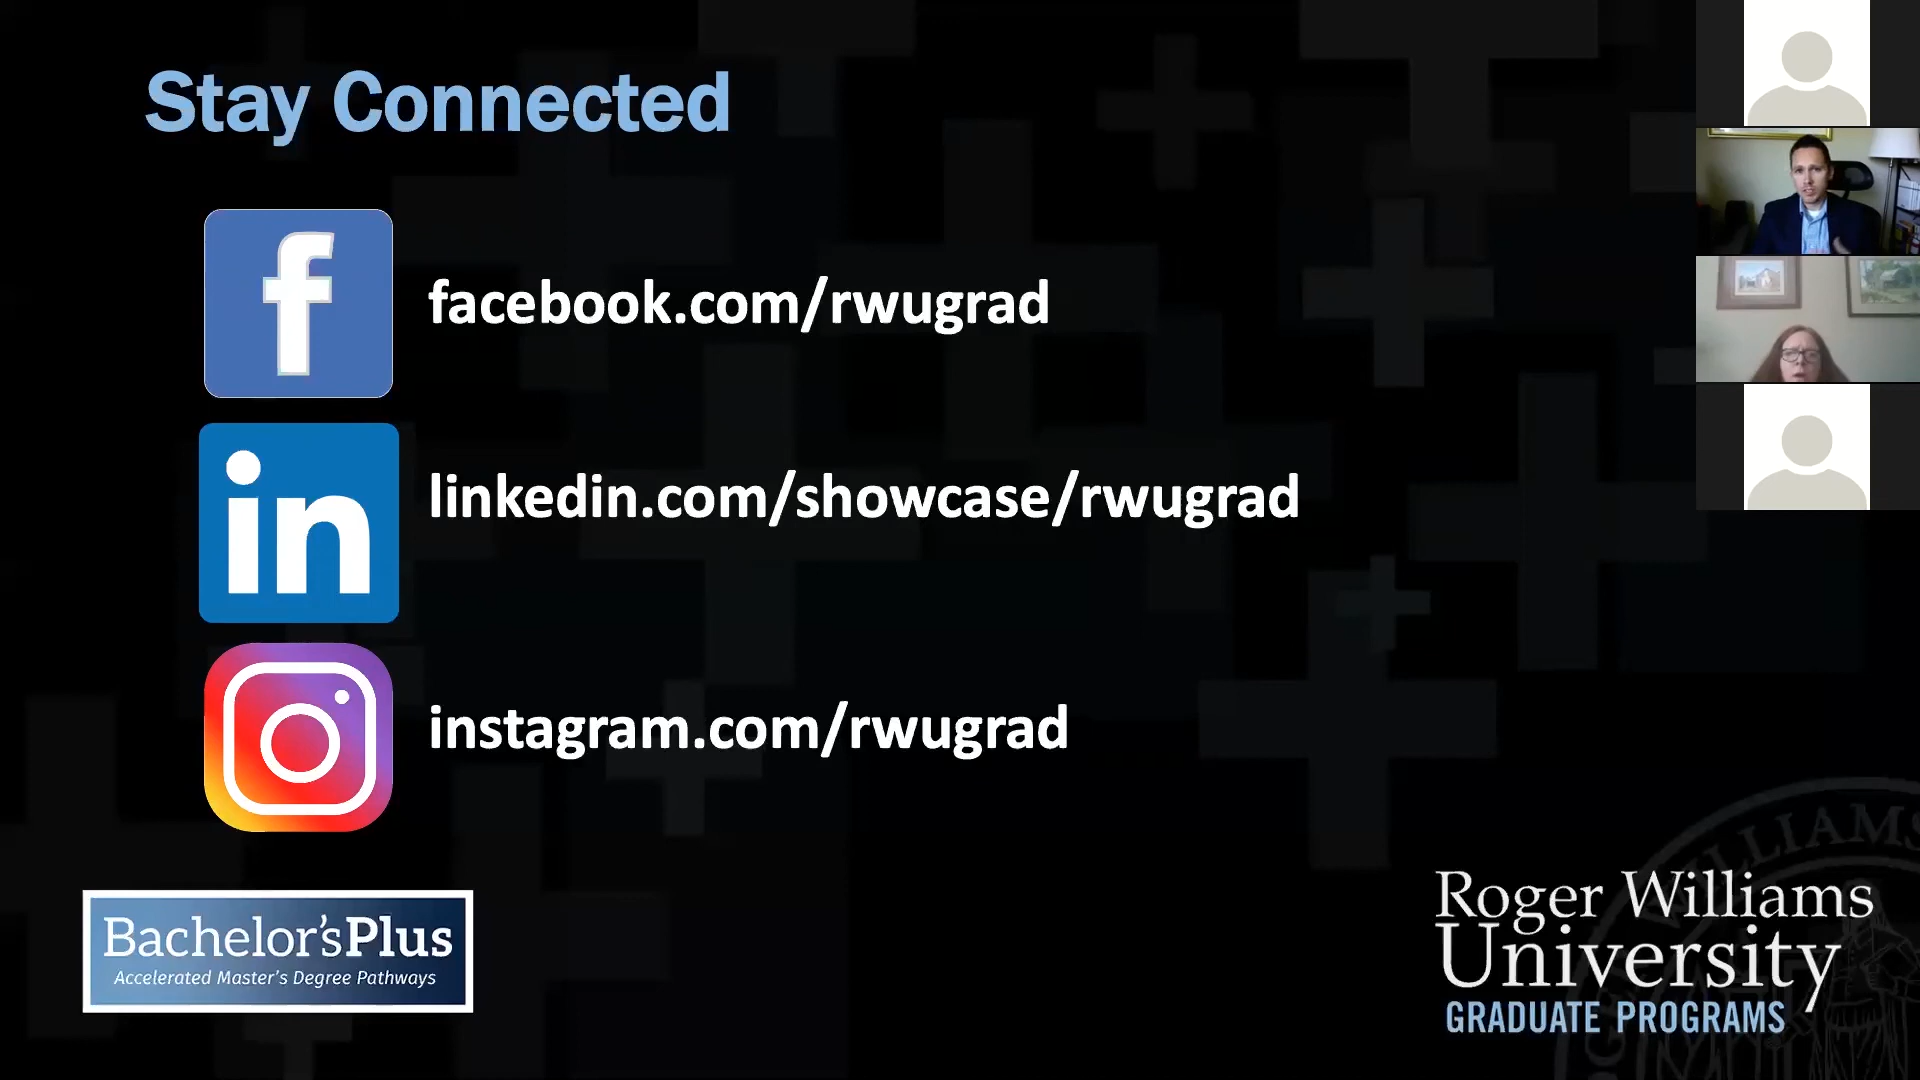 Stay Connected
f
facebook.com/rwugrad
in
linkedin.com/showcase/rwugrad
instagram.com/rwugrad
Bachelor'sPlus
Accelerated Master's Degree Pathways
Roger Williams
University
GRADUATE PROGRAMS